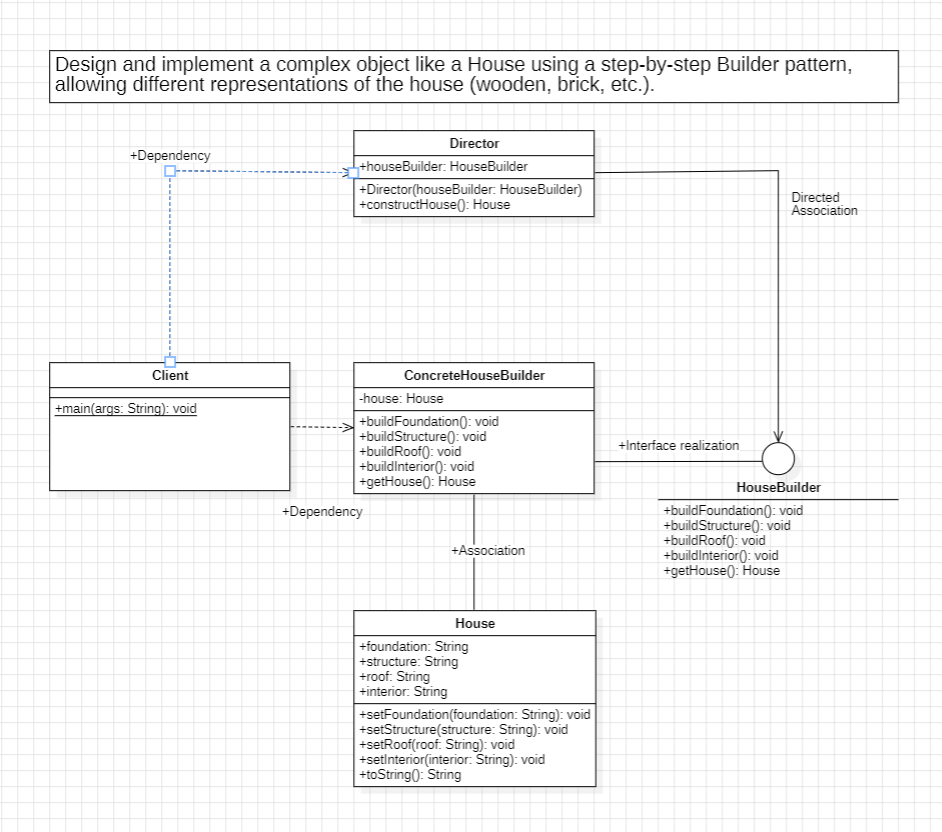 Design and implement a complex object like a House using a step-by-step Builder pattern,
allowing different representations of the house (wooden, brick, etc.).
+Dependency
Director
+houseBuilder: HouseBuilder
+Director(houseBuilder: HouseBuilder)
+constructHouse(): House
Directed
Association
Client
+main(args: String): void
ConcreteHouseBuilder
-house: House
+buildFoundation(): void
+buildStructure(): void
+buildRoof(): void
+buildInterior(): void
+getHouse(): House
+Interface realization
HouseBuilder
+buildFoundation(): void
+buildStructure(): void
+buildRoof(): void
+buildInterior(): void
+getHouse(): House
+Dependency
+Association
House
+foundation: String
+structure: String
+roof: String
+interior: String
+setFoundation(foundation: String): void
+setStructure(structure: String): void
+setRoof(roof: String): void
+setInterior(interior: String): void
+toString(): String